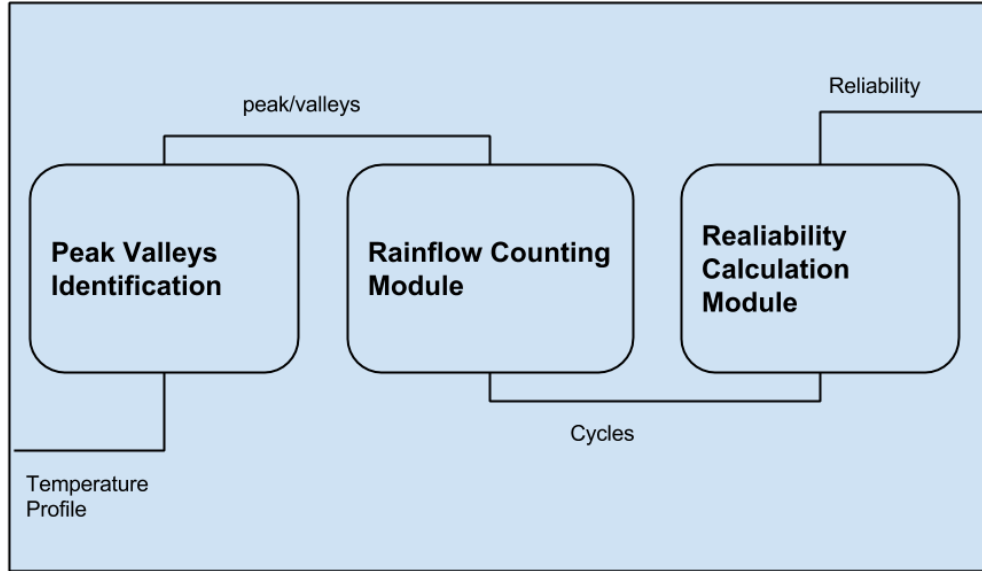 peak/valleys
Reliability
Peak Valleys
Identification
Rainflow Counting
Module
Realiability
Calculation
Module
Cycles
Temperature
Profile